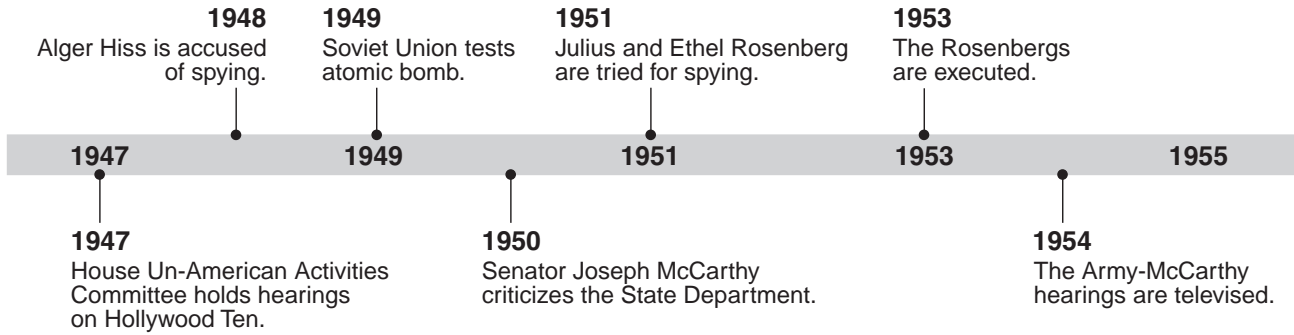 1948
Alger Hiss is accused
of spying.
1949
Soviet Union tests
atomic bomb.
1951
Julius and Ethel Rosenberg
are tried for spying.
1953
The Rosenbergs
are executed.
1947
1949
1951
1953
1955
1947
House Un-American Activities
Committee holds hearings
on Hollywood Ten.
1950
Senator Joseph McCarthy
criticizes the State Department.
1954
The Army-McCarthy
hearings are televised.